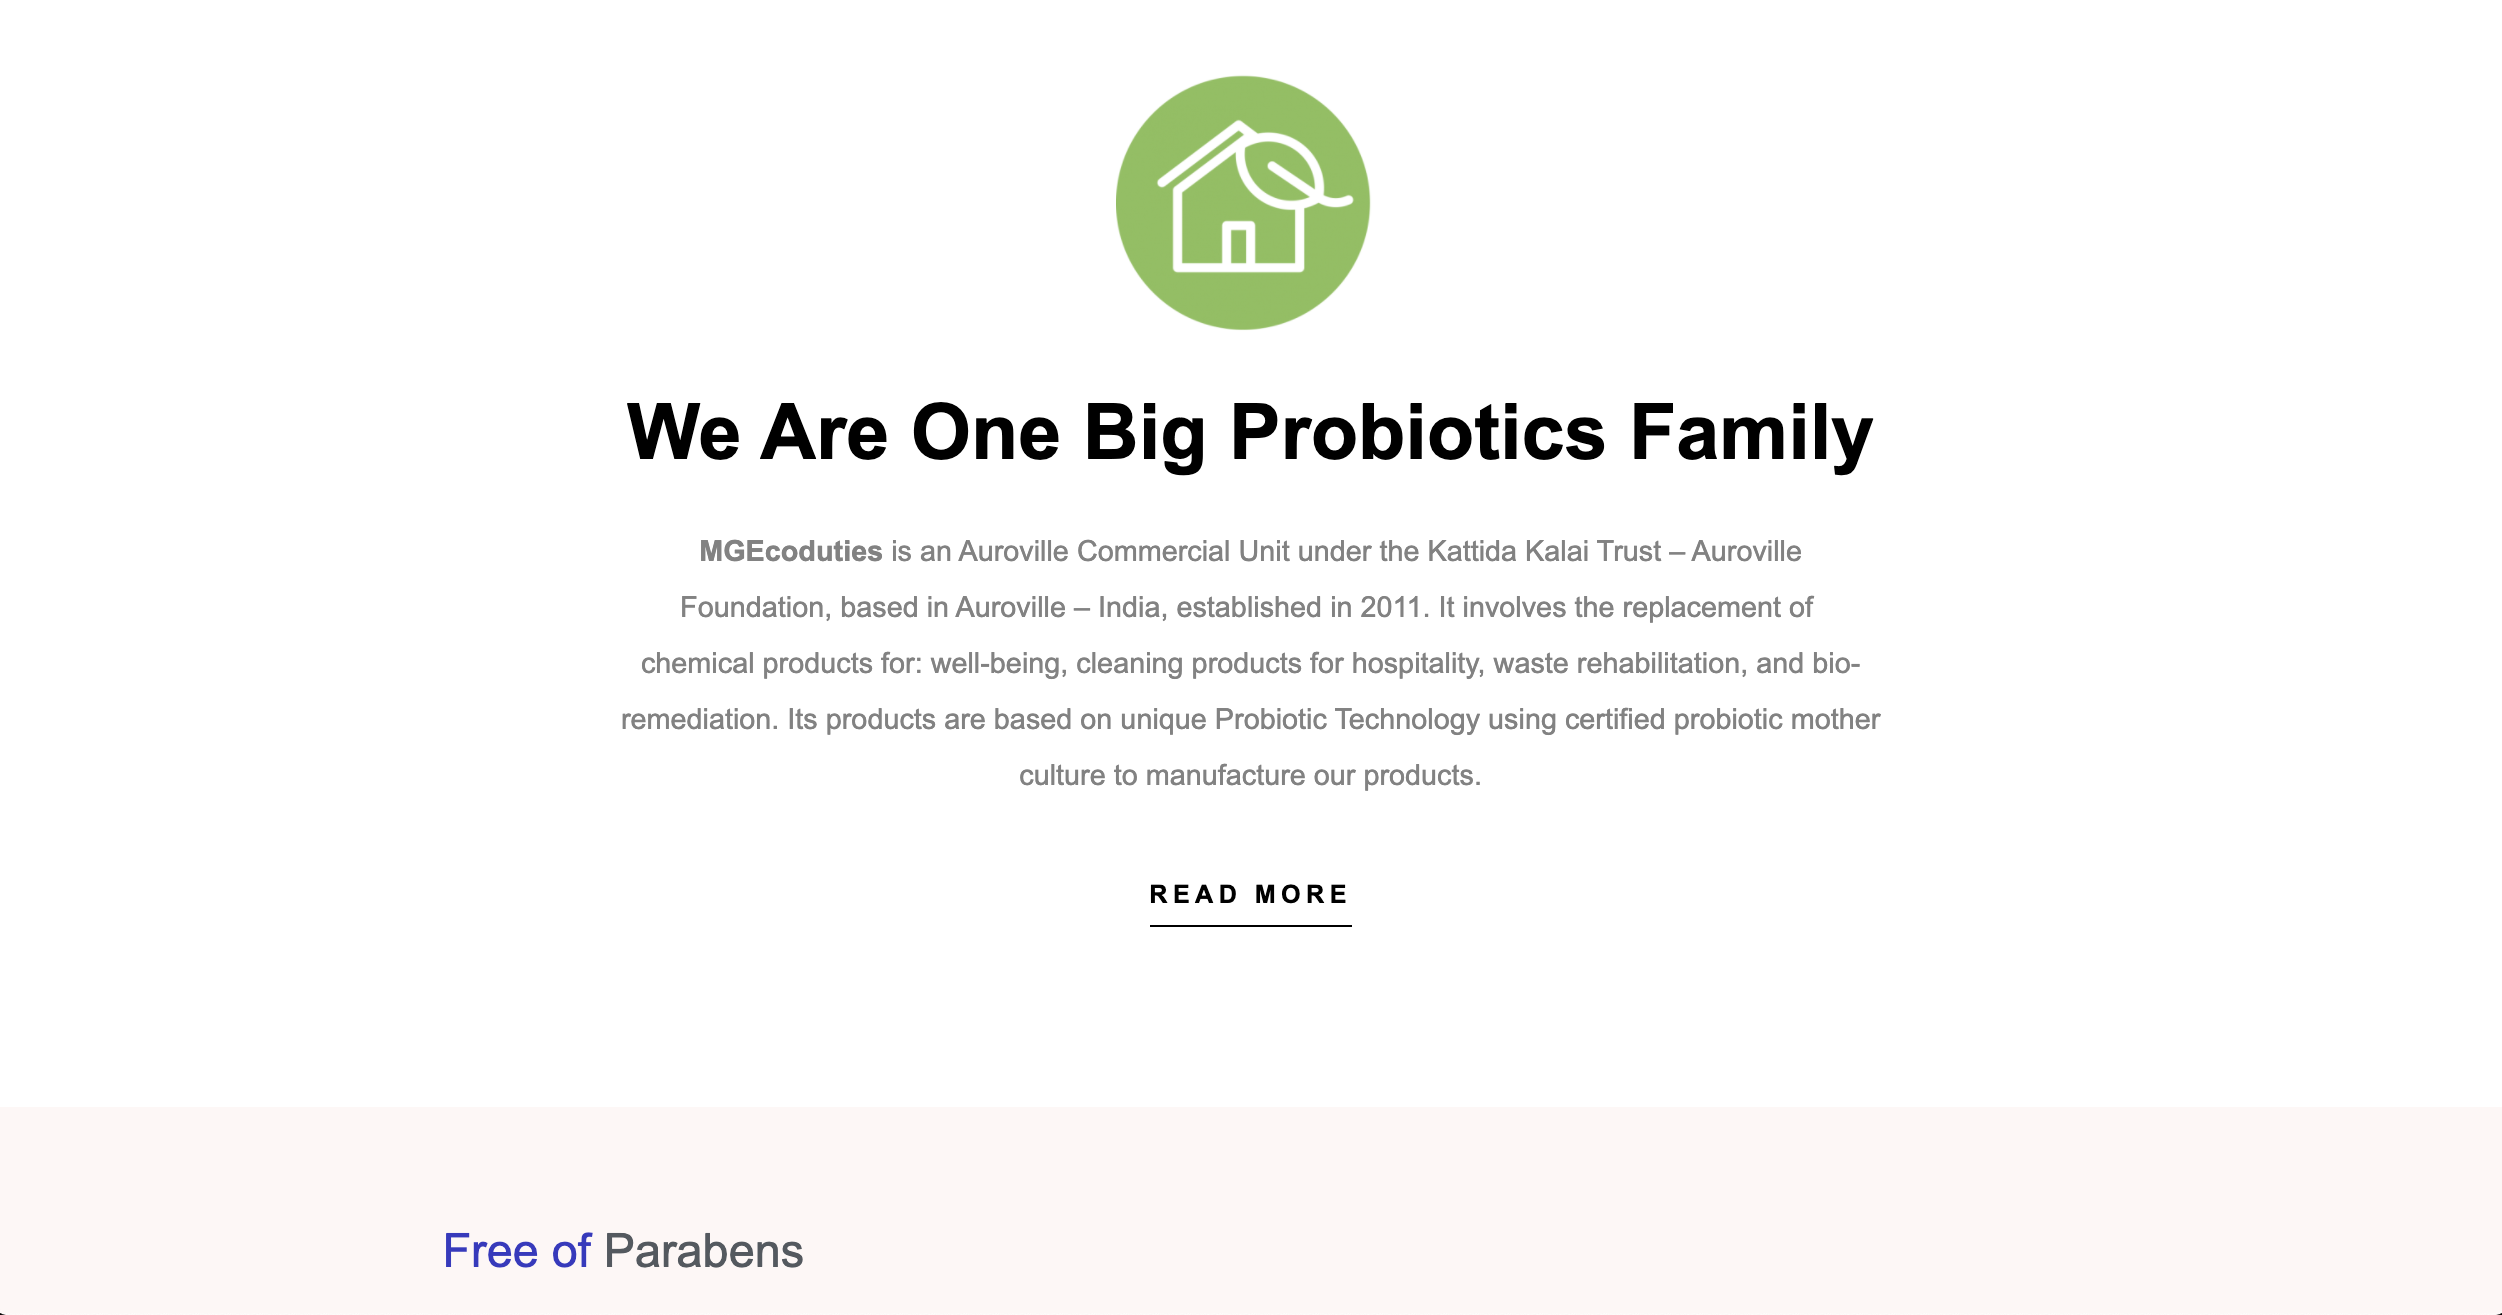 We Are One Big Probiotics Family
MGEcoduties is an Auroville Commercial Unit under the Kattida Kalai Trust – Auroville
Foundation, based in Auroville – India, established in 2011. It involves the replacement of
chemical products for: well-being, cleaning products for hospitality, waste rehabilitation, and bio-
remediation. Its products are based on unique Probiotic Technology using certified probiotic mother
culture to manufacture our products.
READ MORE
Free of Parabens